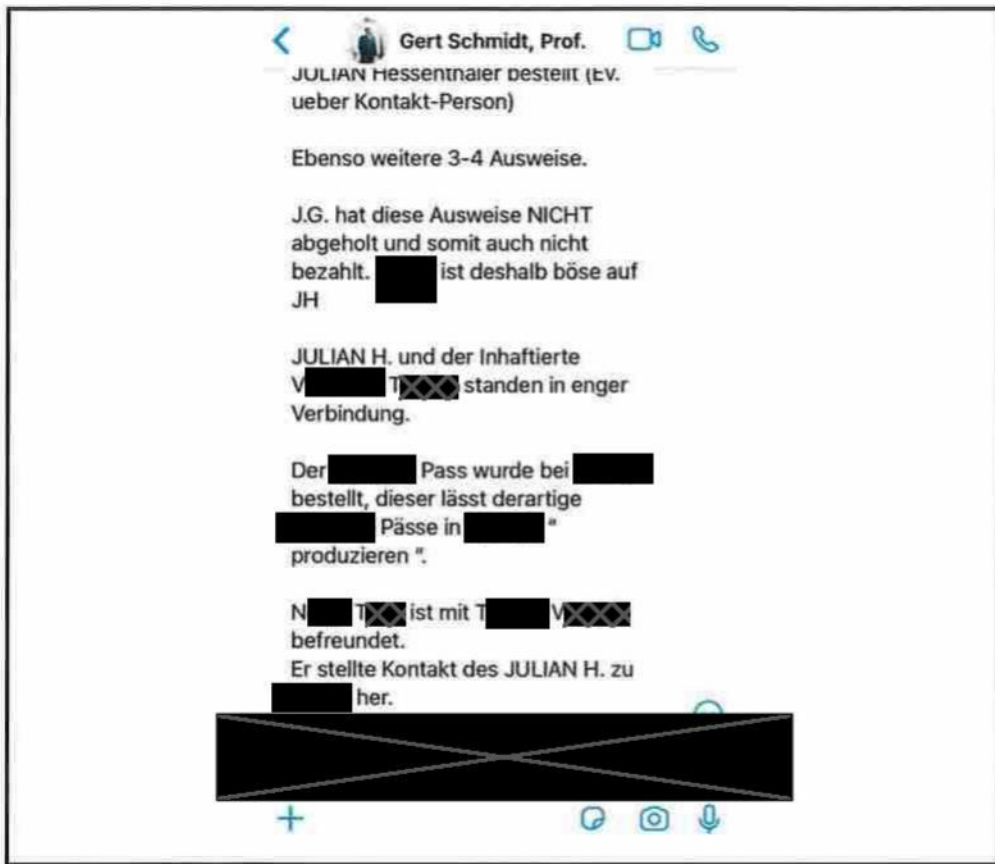 Gert Schmidt, Prof.
JULIAN Hessenthaler bestellt (Ev.
ueber Kontakt-Person)
Ebenso weitere 3-4 Ausweise.
J.G. hat diese Ausweise NICHT
abgeholt und somit auch nicht
bezahlt. ist deshalb böse auf
JH
JULIAN H. und der Inhaftierte
V T standen in enger
Verbindung.
Der Pass wurde bei
bestellt, dieser lässt derartige
Pässe in “
produzieren “.
N T ist mit T V
befreundet.
Er stellte Kontakt des JULIAN H. zu
her.